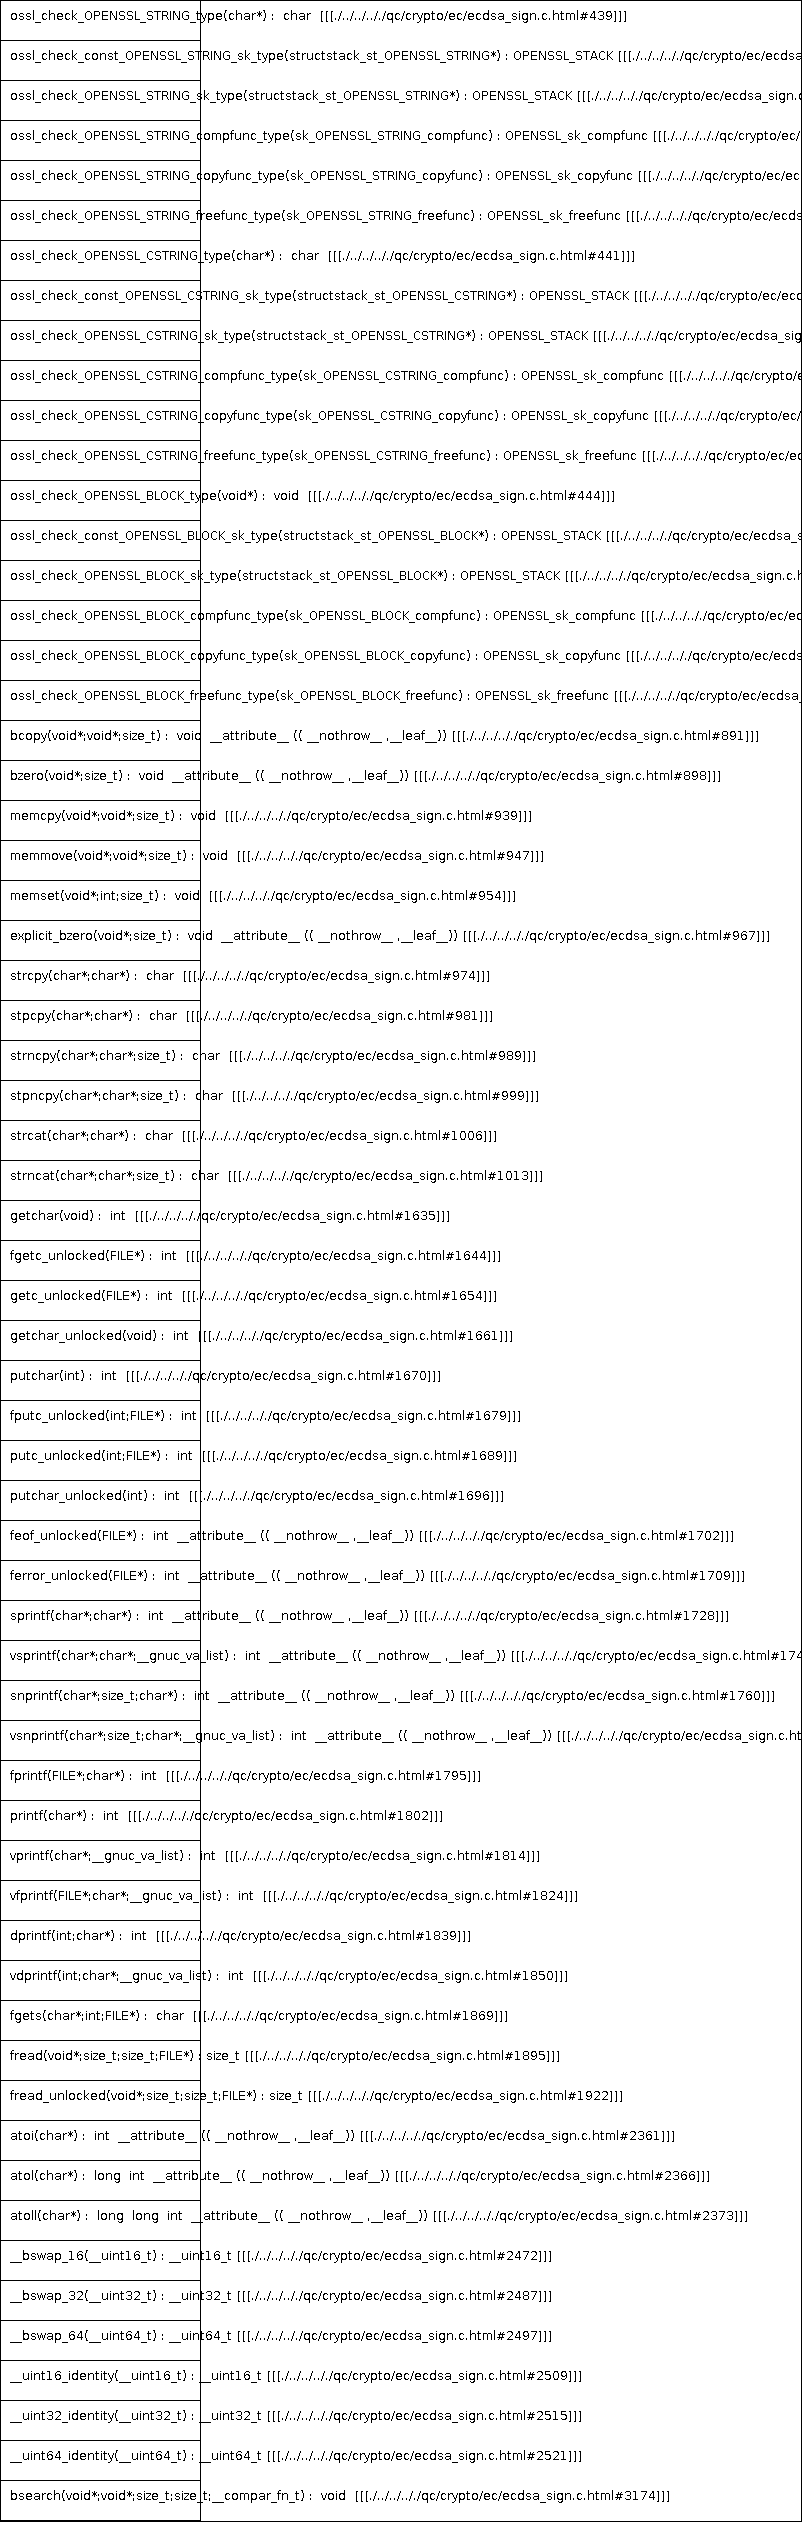 ossl_check_OPENSSL_STRING_type(char*) : char [[[./../../../../qc/crypto/ec/ecdsa_sign.c.html#439]]]
ossl_check_const_OPENSSL_STRING_sk_type(structstack_st_OPENSSL_STRING*) : OPENSSL_STACK [[[./../../../../qc/crypto/ec/ecdsa
ossl_check_OPENSSL_STRING_sk_type(structstack_st_OPENSSL_STRING*) : OPENSSL_STACK [[[./../../../../qc/crypto/ec/ecdsa_sign.c
ossl_check_OPENSSL_STRING_compfunc_type(sk_OPENSSL_STRING_compfunc) : OPENSSL_sk_compfunc [[[./../../../../qc/crypto/ec/
ossl_check_OPENSSL_STRING_copyfunc_type(sk_OPENSSL_STRING_copyfunc) : OPENSSL_sk_copyfunc [[[./../../../../qc/crypto/ec/ec
ossl_check_OPENSSL_STRING_freefunc_type(sk_OPENSSL_STRING_freefunc) : OPENSSL_sk_freefunc [[[./../../../../qc/crypto/ec/ecds
ossl_check_OPENSSL_CSTRING_type(char*) : char [[[./../../../../qc/crypto/ec/ecdsa_sign.c.html#441]]]
ossl_check_const_OPENSSL_CSTRING_sk_type(structstack_st_OPENSSL_CSTRING*) : OPENSSL_STACK [[[./../../../../qc/crypto/ec/ecd
ossl_check_OPENSSL_CSTRING_sk_type(structstack_st_OPENSSL_CSTRING*) : OPENSSL_STACK [[[./../../../../qc/crypto/ec/ecdsa_sig
ossl_check_OPENSSL_CSTRING_compfunc_type(sk_OPENSSL_CSTRING_compfunc) : OPENSSL_sk_compfunc [[[./../../../../qc/crypto/e
ossl_check_OPENSSL_CSTRING_copyfunc_type(sk_OPENSSL_CSTRING_copyfunc) : OPENSSL_sk_copyfunc [[[./../../../../qc/crypto/ec/
ossl_check_OPENSSL_CSTRING_freefunc_type(sk_OPENSSL_CSTRING_freefunc) : OPENSSL_sk_freefunc [[[./../../../../qc/crypto/ec/ec
ossl_check_OPENSSL_BLOCK_type(void*) : void [[[./../../../../qc/crypto/ec/ecdsa_sign.c.html#444]]]
ossl_check_const_OPENSSL_BLOCK_sk_type(structstack_st_OPENSSL_BLOCK*) : OPENSSL_STACK [[[./../../../../qc/crypto/ec/ecdsa_s
ossl_check_OPENSSL_BLOCK_sk_type(structstack_st_OPENSSL_BLOCK*) : OPENSSL_STACK [[[./../../../../qc/crypto/ec/ecdsa_sign.c.h
ossl_check_OPENSSL_BLOCK_compfunc_type(sk_OPENSSL_BLOCK_compfunc) : OPENSSL_sk_compfunc [[[./../../../../qc/crypto/ec/ec
ossl_check_OPENSSL_BLOCK_copyfunc_type(sk_OPENSSL_BLOCK_copyfunc) : OPENSSL_sk_copyfunc [[[./../../../../qc/crypto/ec/ecds
ossl_check_OPENSSL_BLOCK_freefunc_type(sk_OPENSSL_BLOCK_freefunc) : OPENSSL_sk_freefunc [[[./../../../../qc/crypto/ec/ecdsa_
bcopy(void*;void*;size_t) : void __attribute__ (( __nothrow__ ,__leaf__)) [[[./../../../../qc/crypto/ec/ecdsa_sign.c.html#891]]]
bzero(void*;size_t) : void __attribute__ (( __nothrow__ ,__leaf__)) [[[./../../../../qc/crypto/ec/ecdsa_sign.c.html#898]]]
memcpy(void*;void*;size_t) : void [[[./../../../../qc/crypto/ec/ecdsa_sign.c.html#939]]]
memmove(void*;void*;size_t) : void [[[./../../../../qc/crypto/ec/ecdsa_sign.c.html#947]]]
memset(void*;int;size_t) : void [[[./../../../../qc/crypto/ec/ecdsa_sign.c.html#954]]]
explicit_bzero(void*;size_t) : void __attribute__ (( __nothrow__ ,__leaf__)) [[[./../../../../qc/crypto/ec/ecdsa_sign.c.html#967]]]
strcpy(char*;char*) : char [[[./../../../../qc/crypto/ec/ecdsa_sign.c.html#974]]]
stpcpy(char*;char*) : char [[[./../../../../qc/crypto/ec/ecdsa_sign.c.html#981]]]
strncpy(char*;char*;size_t) : char [[[./../../../../qc/crypto/ec/ecdsa_sign.c.html#989]]]
stpncpy(char*;char*;size_t) : char [[[./../../../../qc/crypto/ec/ecdsa_sign.c.html#999]]]
strcat(char*;char*) : char [[[./../../../../qc/crypto/ec/ecdsa_sign.c.html#1006]]]
strncat(char*;char*;size_t) : char [[[./../../../../qc/crypto/ec/ecdsa_sign.c.html#1013]]]
getchar(void) : int [[[./../../../../qc/crypto/ec/ecdsa_sign.c.html#1635]]]
fgetc_unlocked(FILE*) : int [[[./../../../../qc/crypto/ec/ecdsa_sign.c.html#1644]]]
getc_unlocked(FILE*) : int [[[./../../../../qc/crypto/ec/ecdsa_sign.c.html#1654]]]
getchar_unlocked(void) : int [[[./../../../../qc/crypto/ec/ecdsa_sign.c.html#1661]]]
putchar(int) : int [[[./../../../../qc/crypto/ec/ecdsa_sign.c.html#1670]]]
fputc_unlocked(int;FILE*) : int [[[./../../../../qc/crypto/ec/ecdsa_sign.c.html#1679]]]
putc_unlocked(int;FILE*) : int [[[./../../../../qc/crypto/ec/ecdsa_sign.c.html#1689]]]
putchar_unlocked(int) : int [[[./../../../../qc/crypto/ec/ecdsa_sign.c.html#1696]]]
feof_unlocked(FILE*) : int __attribute__ (( __nothrow__ ,__leaf__)) [[[./../../../../qc/crypto/ec/ecdsa_sign.c.html#1702]]]
ferror_unlocked(FILE*) : int __attribute__ (( __nothrow__ ,__leaf__)) [[[./../../../../qc/crypto/ec/ecdsa_sign.c.html#1709]]]
sprintf(char*;char*) : int __attribute__ (( __nothrow__ ,__leaf__)) [[[./../../../../qc/crypto/ec/ecdsa_sign.c.html#1728]]]
vsprintf(char*;char*;__gnuc_va_list) : int __attribute__ (( __nothrow__ ,__leaf__)) [[[./../../../../qc/crypto/ec/ecdsa_sign.c.html#174
snprintf(char*;size_t;char*) : int __attribute__ (( __nothrow__ ,__leaf__)) [[[./../../../../qc/crypto/ec/ecdsa_sign.c.html#1760]]]
vsnprintf(char*;size_t;char*;__gnuc_va_list) : int __attribute__ (( __nothrow__ ,__leaf__)) [[[./../../../../qc/crypto/ec/ecdsa_sign.c.ht
fprintf(FILE*;char*) : int [[[./../../../../qc/crypto/ec/ecdsa_sign.c.html#1795]]]
printf(char*) : int [[[./../../../../qc/crypto/ec/ecdsa_sign.c.html#1802]]]
vprintf(char*;__gnuc_va_list) : int [[[./../../../../qc/crypto/ec/ecdsa_sign.c.html#1814]]]
vfprintf(FILE*;char*;__gnuc_va_list) : int [[[./../../../../qc/crypto/ec/ecdsa_sign.c.html#1824]]]
dprintf(int;char*) : int [[[./../../../../qc/crypto/ec/ecdsa_sign.c.html#1839]]]
vdprintf(int;char*;__gnuc_va_list) : int [[[./../../../../qc/crypto/ec/ecdsa_sign.c.html#1850]]]
fgets(char*;int;FILE*) : char [[[./../../../../qc/crypto/ec/ecdsa_sign.c.html#1869]]]
fread(void*;size_t;size_t;FILE*) : size_t [[[./../../../../qc/crypto/ec/ecdsa_sign.c.html#1895]]]
fread_unlocked(void*;size_t;size_t;FILE*) : size_t [[[./../../../../qc/crypto/ec/ecdsa_sign.c.html#1922]]]
atoi(char*) : int __attribute__ (( __nothrow__ ,__leaf__)) [[[./../../../../qc/crypto/ec/ecdsa_sign.c.html#2361]]]
atol(char*) : long int __attribute__ (( __nothrow__ ,__leaf__)) [[[./../../../../qc/crypto/ec/ecdsa_sign.c.html#2366]]]
atoll(char*) : long long int __attribute__ (( __nothrow__ ,__leaf__)) [[[./../../../../qc/crypto/ec/ecdsa_sign.c.html#2373]]]
__bswap_16(__uint16_t) : __uint16_t [[[./../../../../qc/crypto/ec/ecdsa_sign.c.html#2472]]]
__bswap_32(__uint32_t) : __uint32_t [[[./../../../../qc/crypto/ec/ecdsa_sign.c.html#2487]]]
__bswap_64(__uint64_t) : __uint64_t [[[./../../../../qc/crypto/ec/ecdsa_sign.c.html#2497]]]
__uint16_identity(__uint16_t) : __uint16_t [[[./../../../../qc/crypto/ec/ecdsa_sign.c.html#2509]]]
__uint32_identity(__uint32_t) : __uint32_t [[[./../../../../qc/crypto/ec/ecdsa_sign.c.html#2515]]]
__uint64_identity(__uint64_t) : __uint64_t [[[./../../../../qc/crypto/ec/ecdsa_sign.c.html#2521]]]
bsearch(void*;void*;size_t;size_t;__compar_fn_t) : void [[[./../../../../qc/crypto/ec/ecdsa_sign.c.html#3174]]]